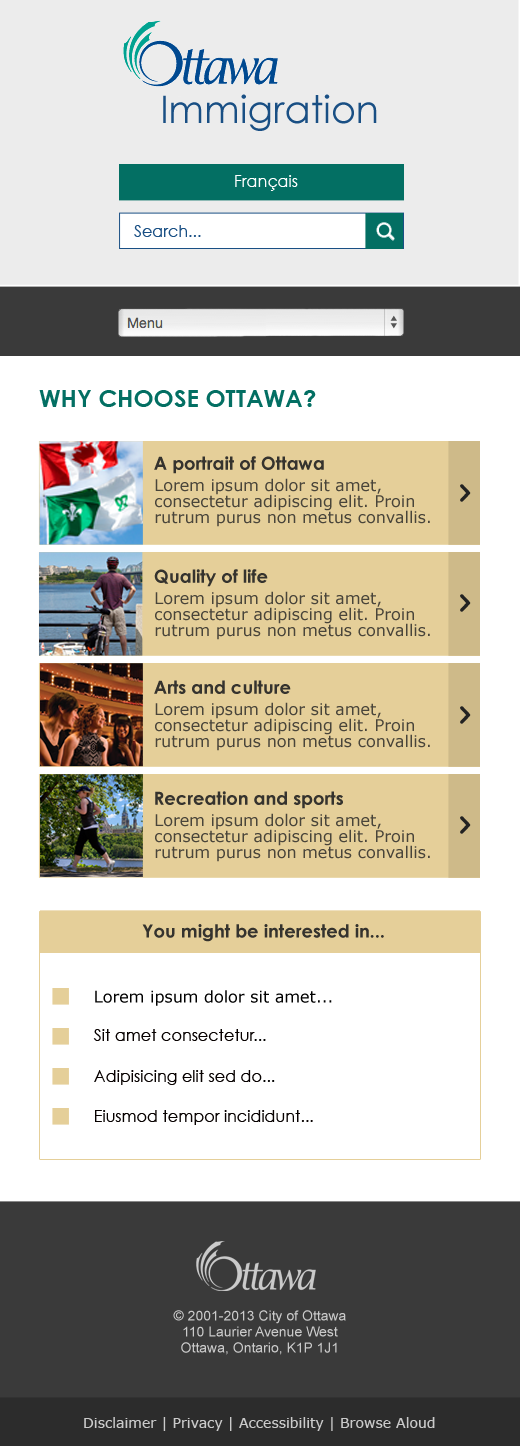 Ottawa
Immigration
Français
Search...
Menu
WHY CHOOSE OTTAWA?
A portrait of Ottawa
Lorem ipsum dolor sit amet,
consectetur adipiscing elit. Proin
rutrum purus non metus convallis.
Quality of life
Lorem ipsum dolor sit amet,
consectetur adipiscing elit. Proin
rutrum purus non metus convallis.
Arts and culture
Lorem ipsum dolor sit amet,
consectetur adipiscing elit. Proin
rutrum purus non metus convallis.
Recreation and sports
Lorem ipsum dolor sit amet,
consectetur adipiscing elit. Proin
rutrum purus non metus convallis.
You might be interested in...
Lorem ipsum dolor sit amet...
Sit amet consectetur...
Adipisicing elit sed do...
Eiusmod tempor incididunt...
Ottawa
© 2001-2013 City of Ottawa
110 Laurier Avenue West
Ottawa, Ontario, K1P 1J1
Disclaimer | Privacy | Accessibility | Browse Aloud